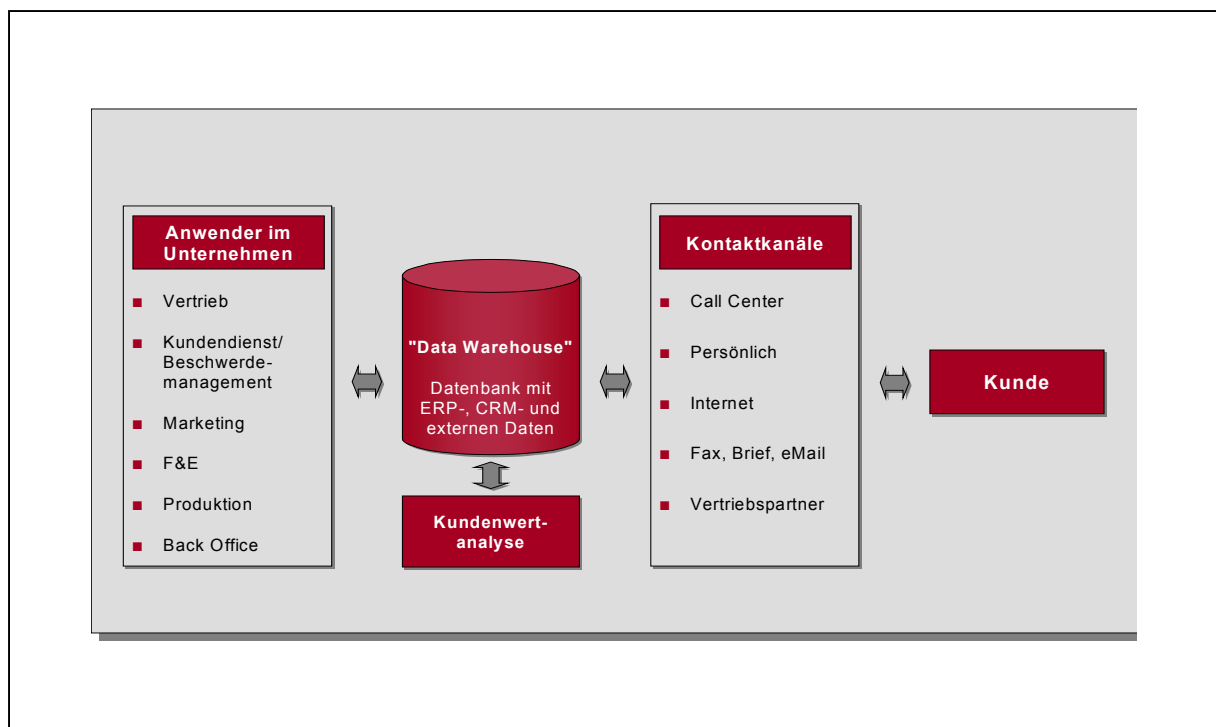 Anwender im
Unternehmen
Vertrieb
Kundendienst/
Beschwerde-
management
Marketing
F&E
Produktion
Back Office
"Data Warehouse"
Datenbank mit
ERP-, CRM- und
externen Daten
Kundenwert-
analyse
Kontaktkanäle
Call Center
Persönlich
Internet
Fax, Brief, eMail
Vertriebspartner
Kunde